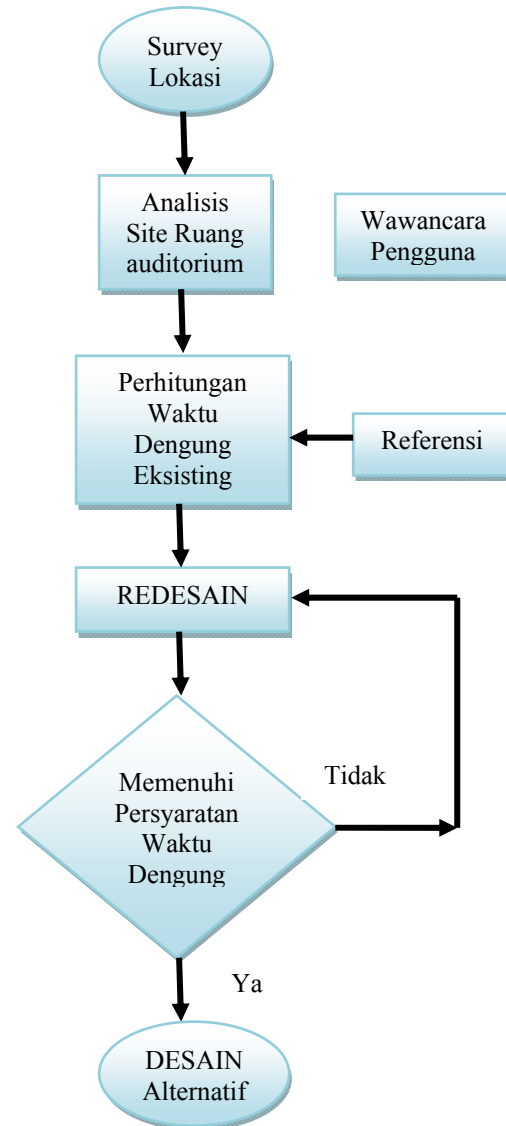 Survey
Lokasi
Analisis
Site Ruang
auditorium
Wawancara
Pengguna
Perhitungan
Waktu
Dengung
Eksisting
Referensi
REDESAIN
Memenuhi
Persyaratan
Waktu
Dengung
Tidak
Ya
DESAIN
Alternatif